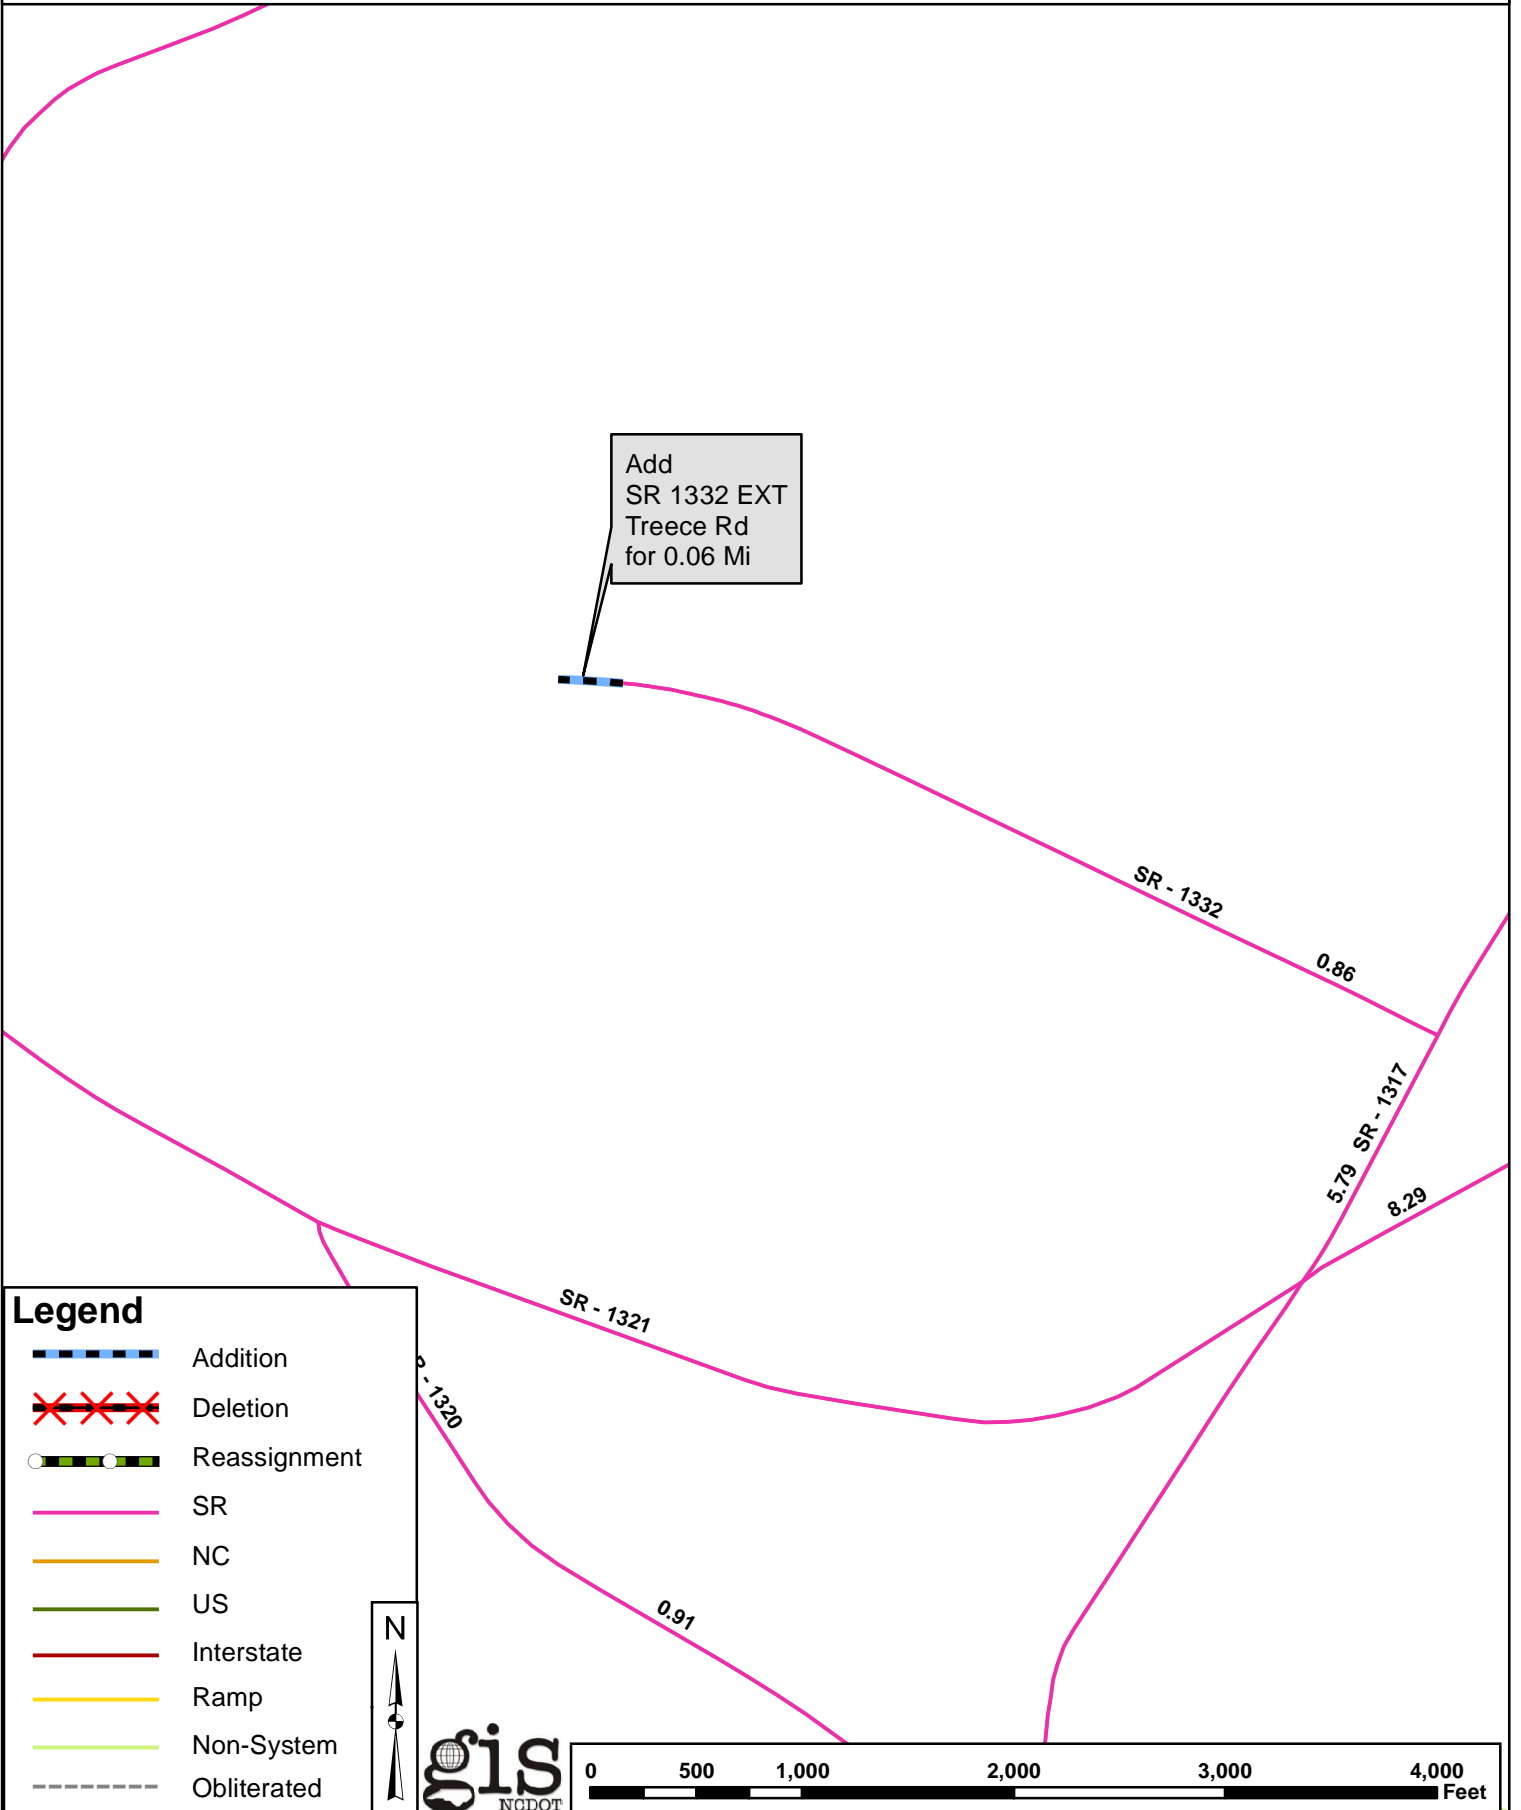 Add
SR 1332 EXT
Treece Rd
for 0.06 Mi
SR - 1332
0.86
SR - 1317
5.79
8.29
SR - 1321
- 1320
0.91
Legend
Addition
Deletion
Reassignment
SR
NC
US
Interstate
Ramp
Non-System
Obliterated
N
gis
NCDOT
0 500 1,000 2,000 3,000 4,000
Feet